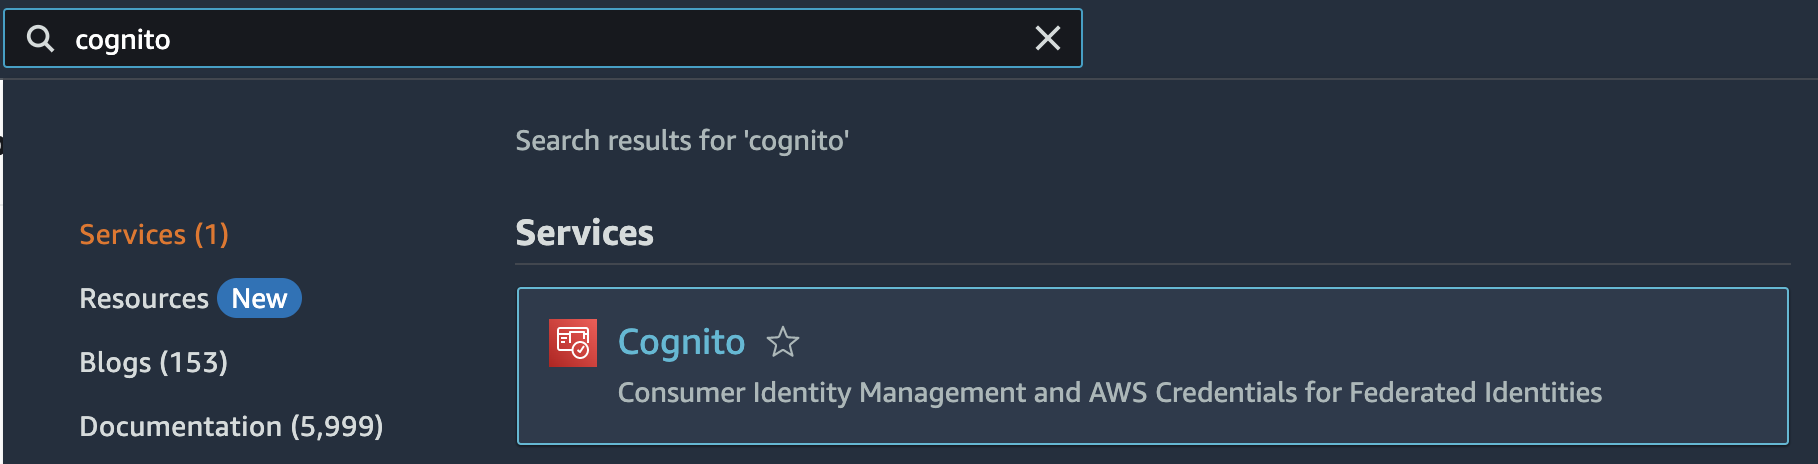 cognito
Search results for 'cognito'
Services (1)
Resources New
Blogs (153)
Documentation (5,999)
Services
Cognito
Consumer Identity Management and AWS Credentials for Federated Identities